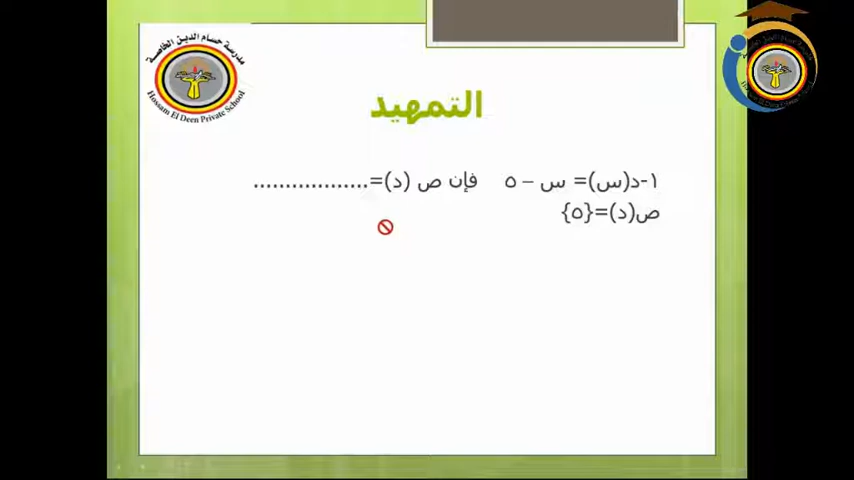 مدرسة حسام الدين الخاصة
Hossam El Deen Private School
التمهيد
١-د(س)= س – ٥ فإن ص (د)=..................
ص(د)={٥}